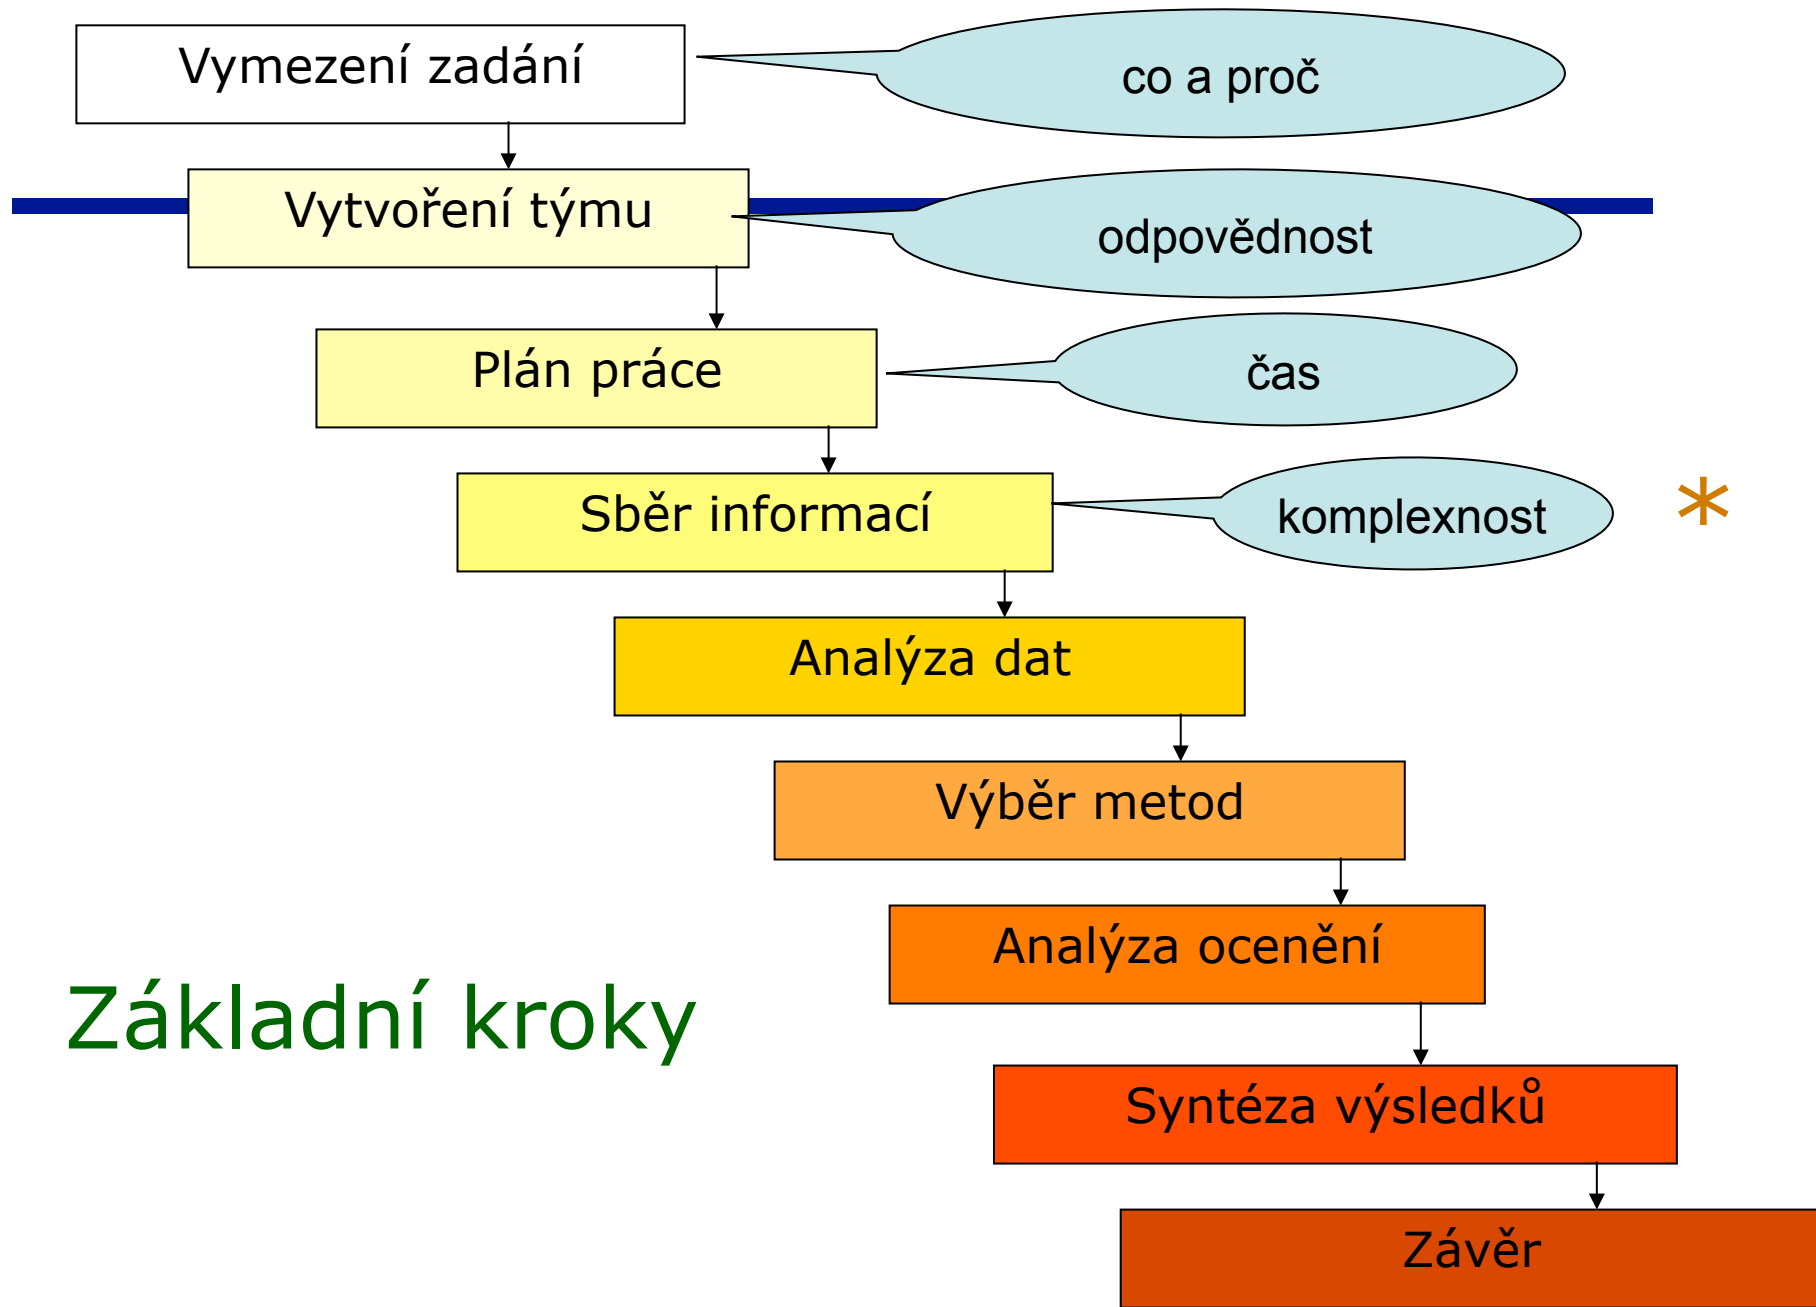 Vymezení zadání
co a proč
Vytvoření týmu
odpovědnost
Plán práce
čas
Sběr informací
komplexnost
*
Analýza dat
Výběr metod
Analýza ocenění
Základní kroky
Syntéza výsledků
Závěr